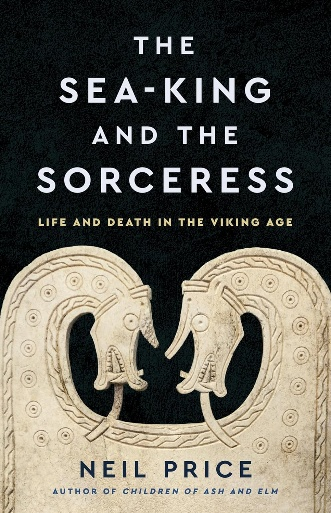 THE
SEA-KING
AND THE
SORCERESS
LIFE AND DEATH IN THE VIKING AGE
NEIL PRICE
AUTHOR OF CHILDREN OF ASH AND ELM